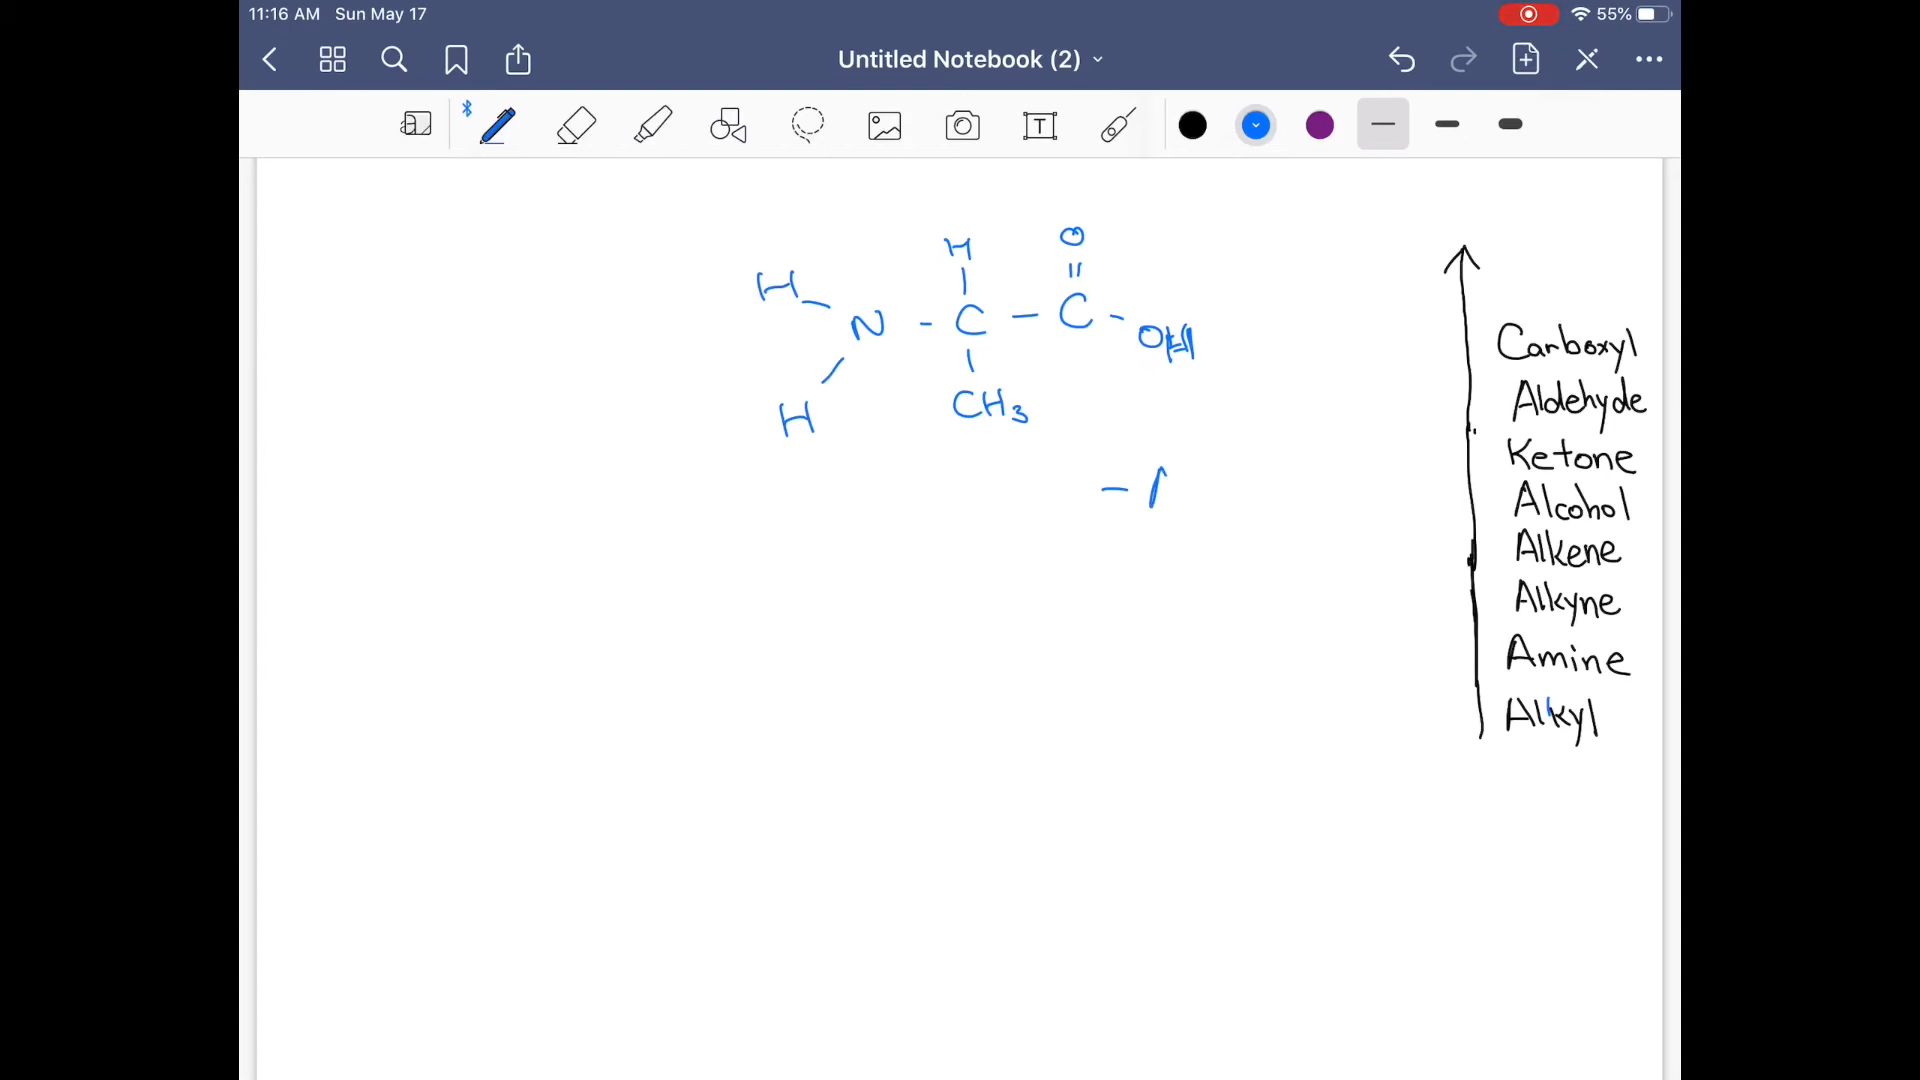 11:16 AM Sun May 17
55%
Untitled Notebook (2)
H O
H
N - C - C - OH
H CH3
-
Carboxyl
Aldehyde
Ketone
Alcohol
Alkene
Alkyne
Amine
Alkyl